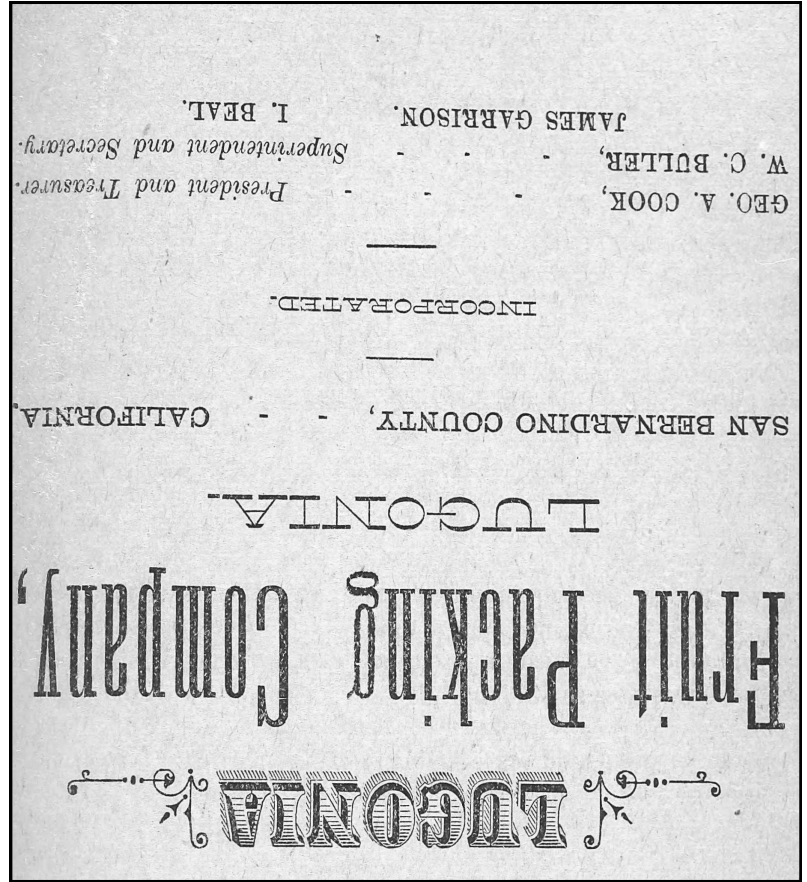 LUGONIA
Fruit Packing Company,
LUGONIA.
SAN BERNARDINO COUNTY, - - CALIFORNIA,
INCORPORATED.
GEO. A. COOK, - - - President and Treasurer.
W. C. BULLER, - - - Superintendent and Secretary.
JAMES GARRISON. I. BEAL.